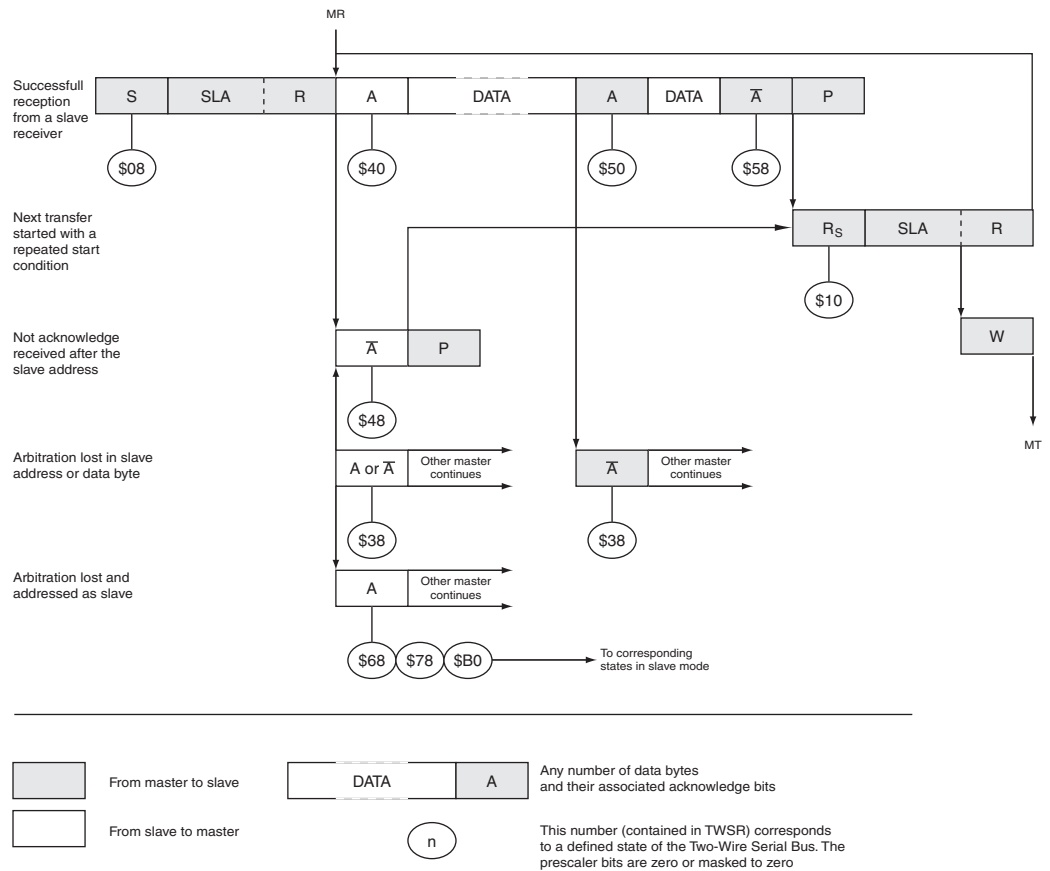 MR
Successfull
reception
from a slave
receiver
S SLA R A DATA A DATA A̅ P
$08 $40 $50 $58
Next transfer
started with a
repeated start
condition
RS SLA R
$10
W
MT
Not acknowledge
received after the
slave address
A̅ P
$48
Arbitration lost in slave
address or data byte
A or A̅
Other master
continues
A̅
Other master
continues
$38 $38
Arbitration lost and
addressed as slave
A
Other master
continues
$68 $78 $B0
To corresponding
states in slave mode
From master to slave
DATA A
Any number of data bytes
and their associated acknowledge bits
From slave to master
n
This number (contained in TWSR) corresponds
to a defined state of the Two-Wire Serial Bus. The
prescaler bits are zero or masked to zero